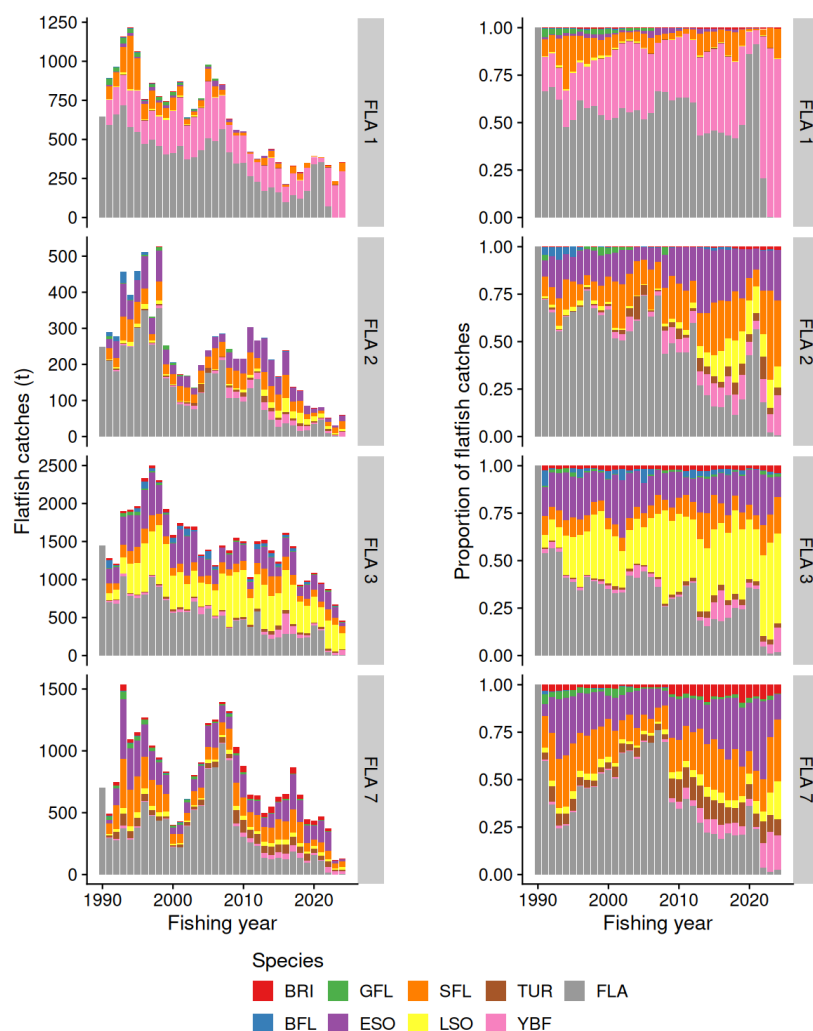 Flatfish catches (t)
1250
1000
750
500
250
0
FLA 1
500
400
300
200
100
0
FLA 2
2500
2000
1500
1000
500
0
FLA 3
1500
1000
500
0
FLA 7
1990 2000 2010 2020
Fishing year
Proportion of flatfish catches
1.00
0.75
0.50
0.25
0.00
FLA 1
1.00
0.75
0.50
0.25
0.00
FLA 2
1.00
0.75
0.50
0.25
0.00
FLA 3
1.00
0.75
0.50
0.25
0.00
FLA 7
1990 2000 2010 2020
Fishing year
Species
BRI GFL SFL TUR FLA
BFL ESO LSO YBF